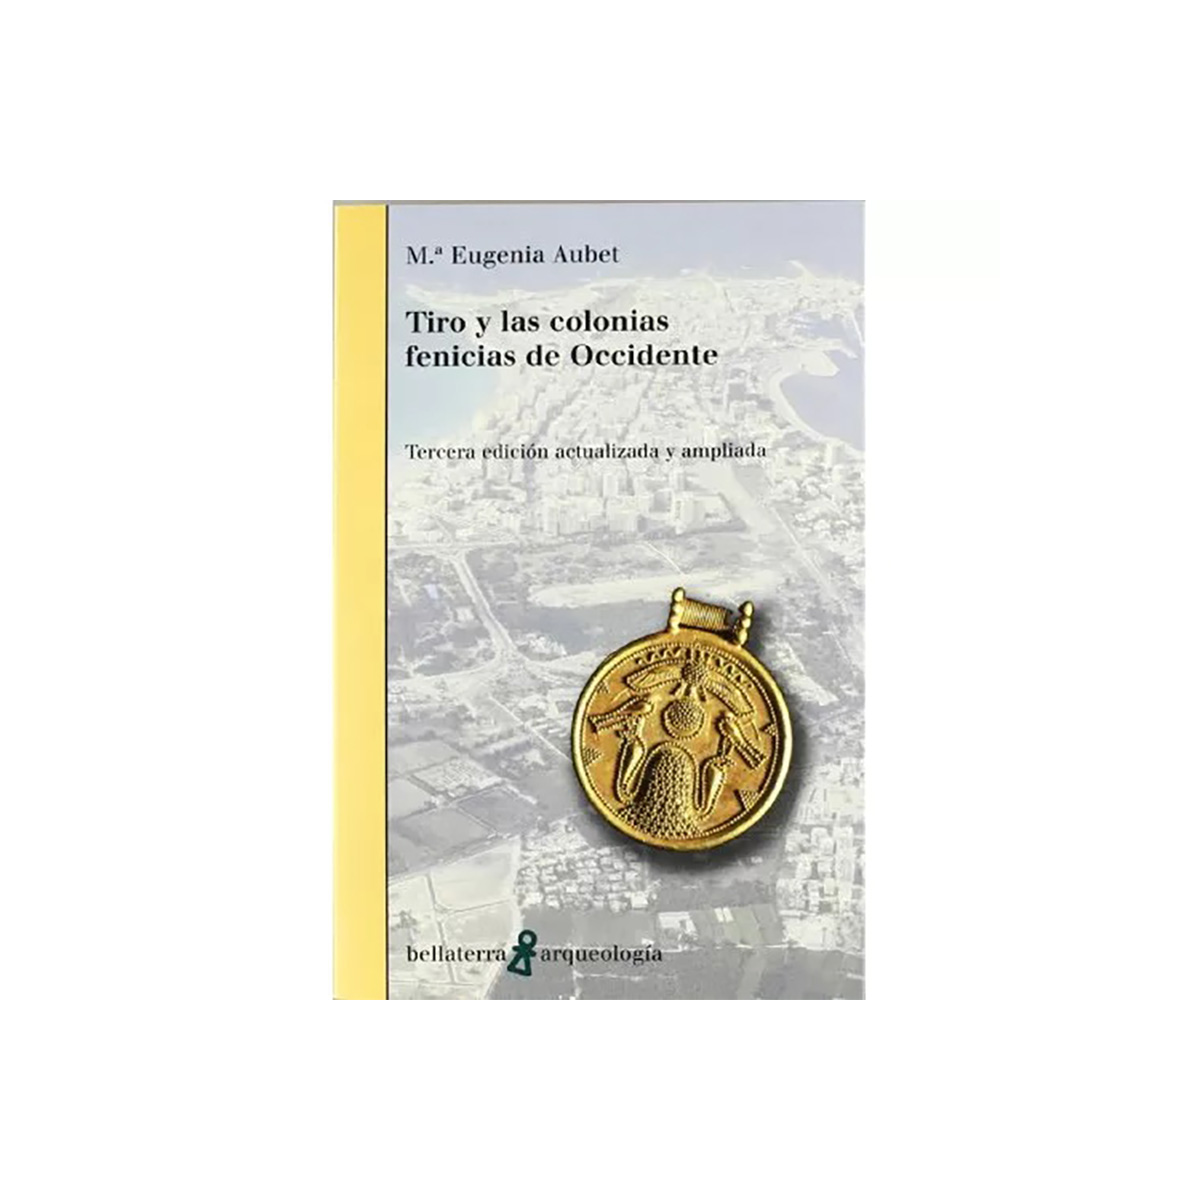 M.ª Eugenia Aubet
Tiro y las colonias
fenicias de Occidente
Tercera edición actualizada y ampliada
bellaterra arqueología